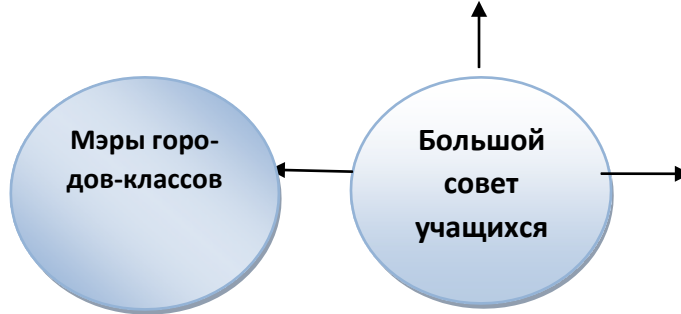 Мэры горо-
дов-классов
Большой
совет
учащихся